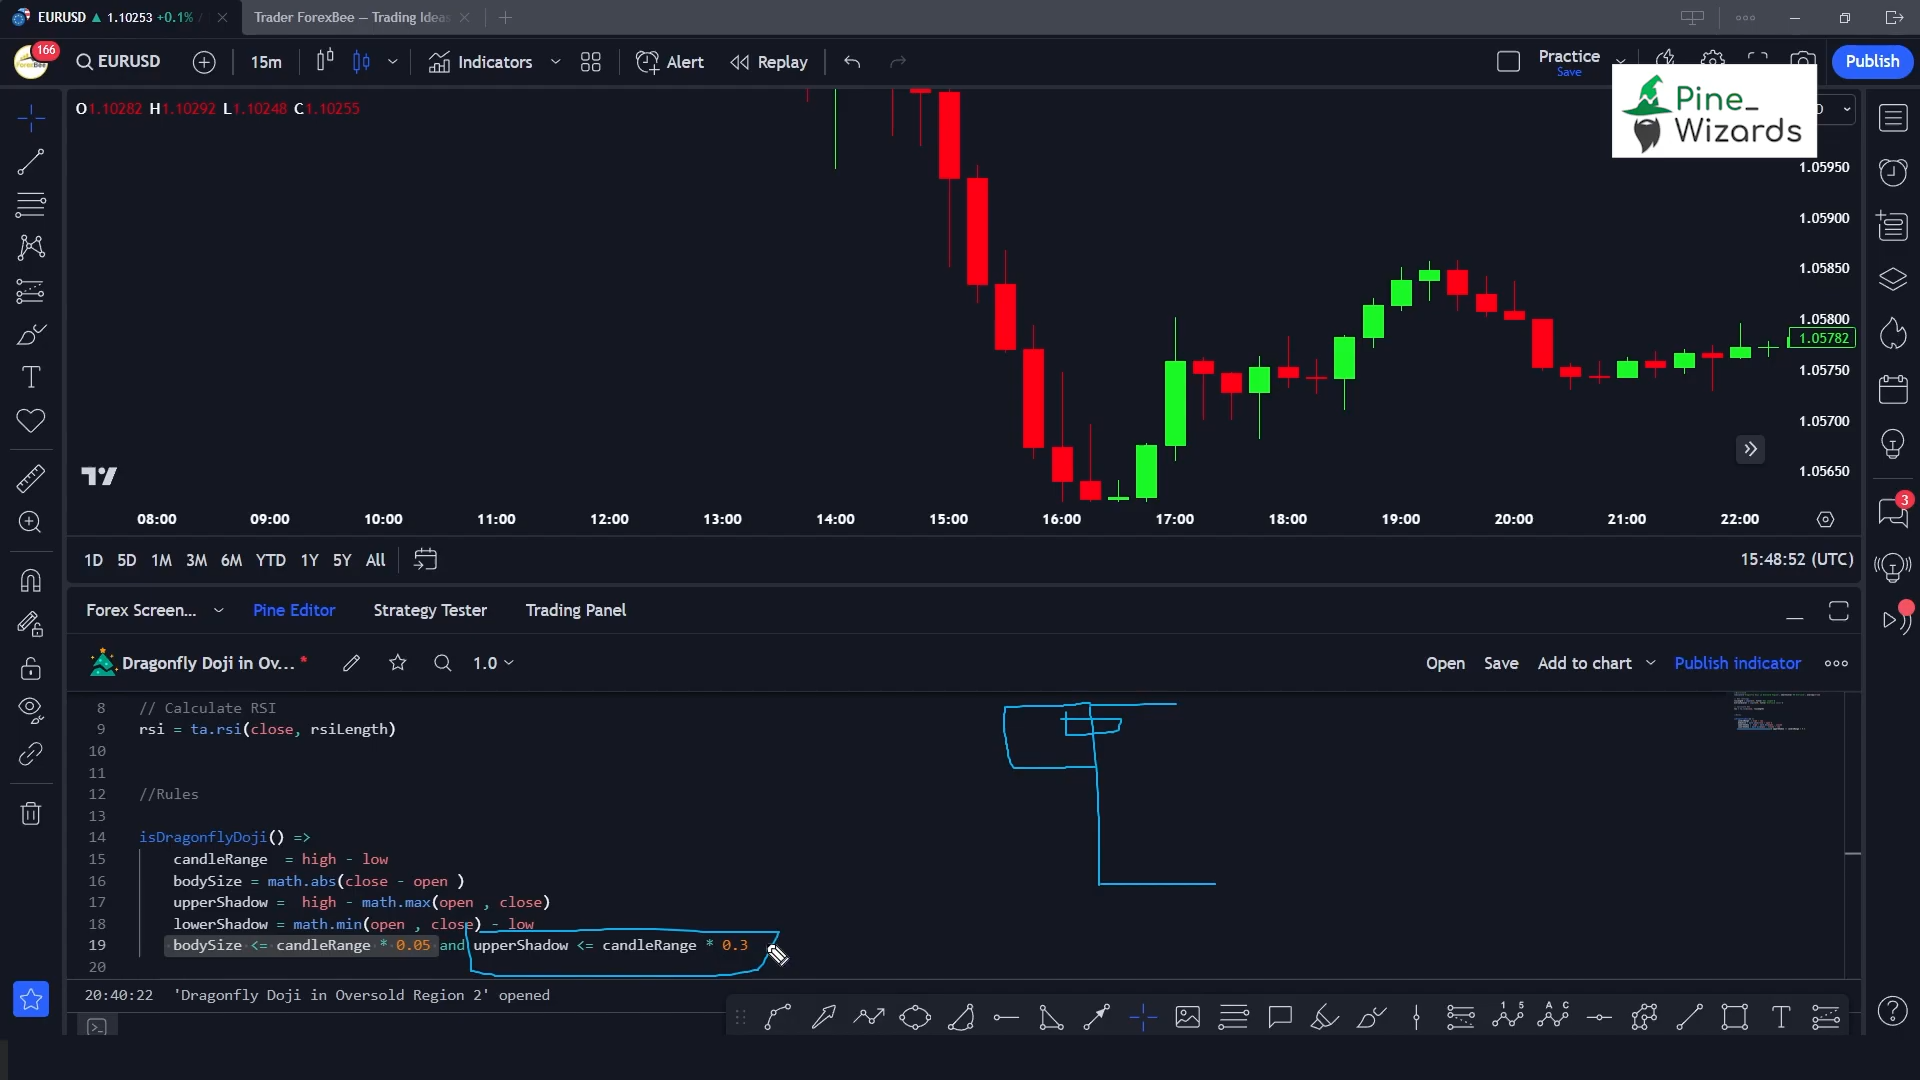 EURUSD ▲ 1.10253 +0.1% /
Trader ForexBee — Trading Ideas
166
EURUSD
15m
Indicators
Alert
Replay
Practice
Save
Publish
O1.10282 H1.10292 L1.10248 C1.10255
Pine_
Wizards
1.05950
1.05900
1.05850
1.05800
1.05782
1.05750
1.05700
1.05650
08:00 09:00 10:00 11:00 12:00 13:00 14:00 15:00 16:00 17:00 18:00 19:00 20:00 21:00 22:00
3
1D 5D 1M 3M 6M YTD 1Y 5Y All
15:48:52 (UTC)
Forex Screen... Pine Editor Strategy Tester Trading Panel
Dragonfly Doji in Ov... *
1.0
Open Save Add to chart Publish indicator
8 // Calculate RSI
9 rsi = ta.rsi(close, rsiLength)
10
11
12 //Rules
13
14 isDragonflyDoji() =>
15 candleRange = high - low
16 bodySize = math.abs(close - open )
17 upperShadow = high - math.max(open , close)
18 lowerShadow = math.min(open , close) - low
19 bodySize <= candleRange * 0.05 and upperShadow <= candleRange * 0.3
20
20:40:22 'Dragonfly Doji in Oversold Region 2' opened